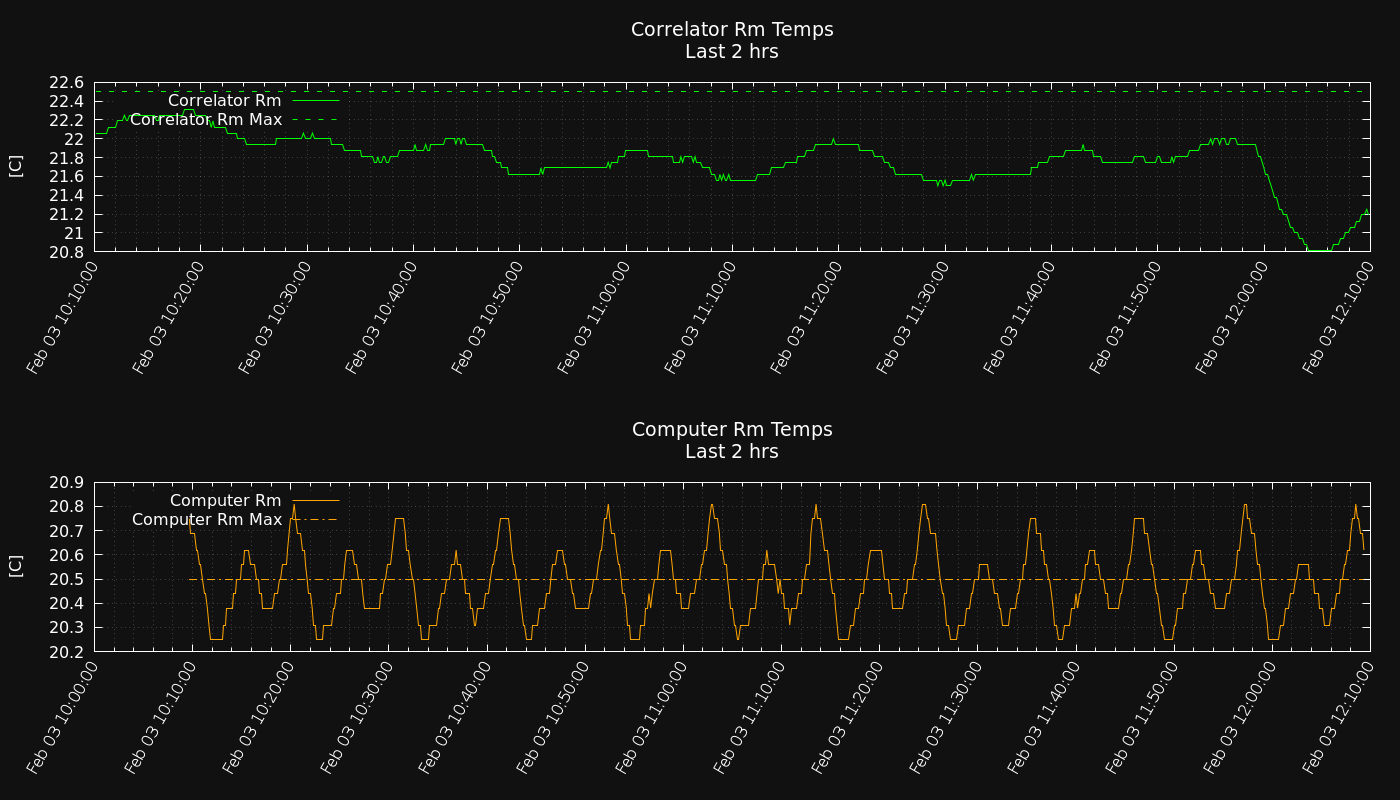 Correlator Rm Temps
Last 2 hrs
22.6
22.4
22.2
22
21.8
21.6
21.4
21.2
21
20.8
[C]
Correlator Rm
Correlator Rm Max
Feb 03 10:10:00
Feb 03 10:20:00
Feb 03 10:30:00
Feb 03 10:40:00
Feb 03 10:50:00
Feb 03 11:00:00
Feb 03 11:10:00
Feb 03 11:20:00
Feb 03 11:30:00
Feb 03 11:40:00
Feb 03 11:50:00
Feb 03 12:00:00
Feb 03 12:10:00
Computer Rm Temps
Last 2 hrs
20.9
20.8
20.7
20.6
20.5
20.4
20.3
20.2
[C]
Computer Rm
Computer Rm Max
Feb 03 10:00:00
Feb 03 10:10:00
Feb 03 10:20:00
Feb 03 10:30:00
Feb 03 10:40:00
Feb 03 10:50:00
Feb 03 11:00:00
Feb 03 11:10:00
Feb 03 11:20:00
Feb 03 11:30:00
Feb 03 11:40:00
Feb 03 11:50:00
Feb 03 12:00:00
Feb 03 12:10:00